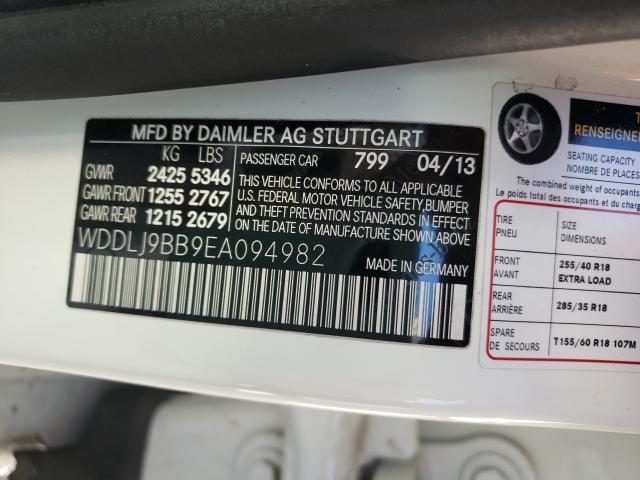 MFD BY DAIMLER AG STUTTGART
KG LBS
GVWR 2425 5346
GAWR FRONT 1255 2767
GAWR REAR 1215 2679
PASSENGER CAR 799 04/13
THIS VEHICLE CONFORMS TO ALL APPLICABLE
U.S. FEDERAL MOTOR VEHICLE SAFETY,BUMPER
AND THEFT PREVENTION STANDARDS IN EFFECT
ON THE DATE OF MANUFACTURE SHOWN ABOVE
WDDLJ9BB9EA094982
MADE IN GERMANY
RENSEIGNE
SEATING CAPACITY
NOMBRE DE PLACES
The combined weight of occupants
Le poids total des occupants
TIRE
PNEU
SIZE
DIMENSIONS
FRONT
AVANT
255/40 R18
EXTRA LOAD
REAR
ARRIÈRE
285/35 R18
SPARE
DE SECOURS
T155/60 R18 107M